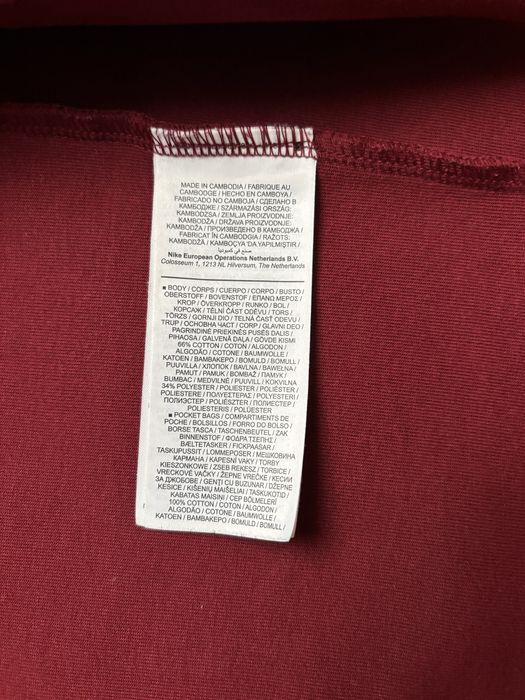 MADE IN CAMBODIA / FABRIQUE AU
CAMBODGE / HECHO EN CAMBOYA /
FABRICADO NO CAMBOJA / СДЕЛАНО В
КАМБОДЖЕ / SZÁRMAZÁSI ORSZÁG:
KAMBODZSA / ZEMLJA PROIZVODNJE:
KAMBODŽA / DRŽAVA PROIZVODNJE:
KAMBODŽA / ПРОИЗВЕДЕНО В КАМБОДЖА /
FABRICAT ÎN CAMBODGIA / RAŽOTS:
KAMBODŽĀ / KAMBOÇYA 'DA YAPILMIŞTIR /
صنع في كمبوديا
Nike European Operations Netherlands B.V.
Colosseum 1, 1213 NL Hilversum, The Netherlands
■ BODY / CORPS / CUERPO / CORPO / BUSTO /
OBERSTOFF / BOVENSTOF / ΕΠΑΝΩ ΜΕΡΟΣ /
KROP / ÖVERKROPP / RUNKO / BOL /
КОРСАЖ / TĚLNÍ ČÁST ODĚVU / TORS /
TÖRZS / GORNJI DIO / TELNÁ ČASŤ ODEVU /
TRUP / ОСНОВНА ЧАСТ / CORP / GLAVNI DEO /
PAGRINDINĖ PRIEKINĖS PUSĖS DALIS /
PIHAOSA / GALVENĀ DAĻA / GÖVDE KISMI
66% COTTON / COTON / ALGODÓN /
ALGODÃO / COTONE / BAUMWOLLE /
KATOEN / ΒΑΜΒΑΚΕΡΟ / BOMULD / BOMULL /
PUUVILLA / ХЛОПОК / BAVLNA / BAWEŁNA /
PAMUT / PAMUK / BOMBAŽ / ПАМУК /
BUMBAC / MEDVILNĖ / PUUVILL / KOKVILNA
34% POLYESTER / POLIESTER / POLIÉSTER /
POLIESTERE / ΠΟΛΥΕΣΤΕΡΑΣ / POLYESTERI /
ПОЛИЭСТЕР / POLIÉSZTER / ПОЛИЕСТЕР /
POLIESTERIS / POLÜESTER
■ POCKET BAGS / COMPARTIMENTS DE
POCHE / BOLSILLOS / FORRO DO BOLSO /
BORSE TASCA / TASCHENBEUTEL / ZAK
BINNENSTOF / ΦΟΔΡΑ ΤΣΕΠΗΣ /
BÆLTETASKER / FICKPÅSAR /
TASKUPUSSIT / LOMMEPOSER / МЕШКОВИНА
КАРМАНА / KAPESNÍ VAKY / TORBY
KIESZONKOWE / ZSEB REKESZ / TORBICE /
VRECKOVÉ VAČKY / ŽEPNE VREČKE / КЕСИИ
ЗА ДЖОБОВЕ / GENȚI CU BUZUNAR / DŽEPNE
KESICE / KIŠENIŲ MAIŠELIAI / TASKUKOTID /
KABATAS MAISIŅI / CEP BÖLMELERİ
100% COTTON / COTON / ALGODÓN /
ALGODÃO / COTONE / BAUMWOLLE /
KATOEN / ΒΑΜΒΑΚΕΡΟ / BOMULD / BOMULL /